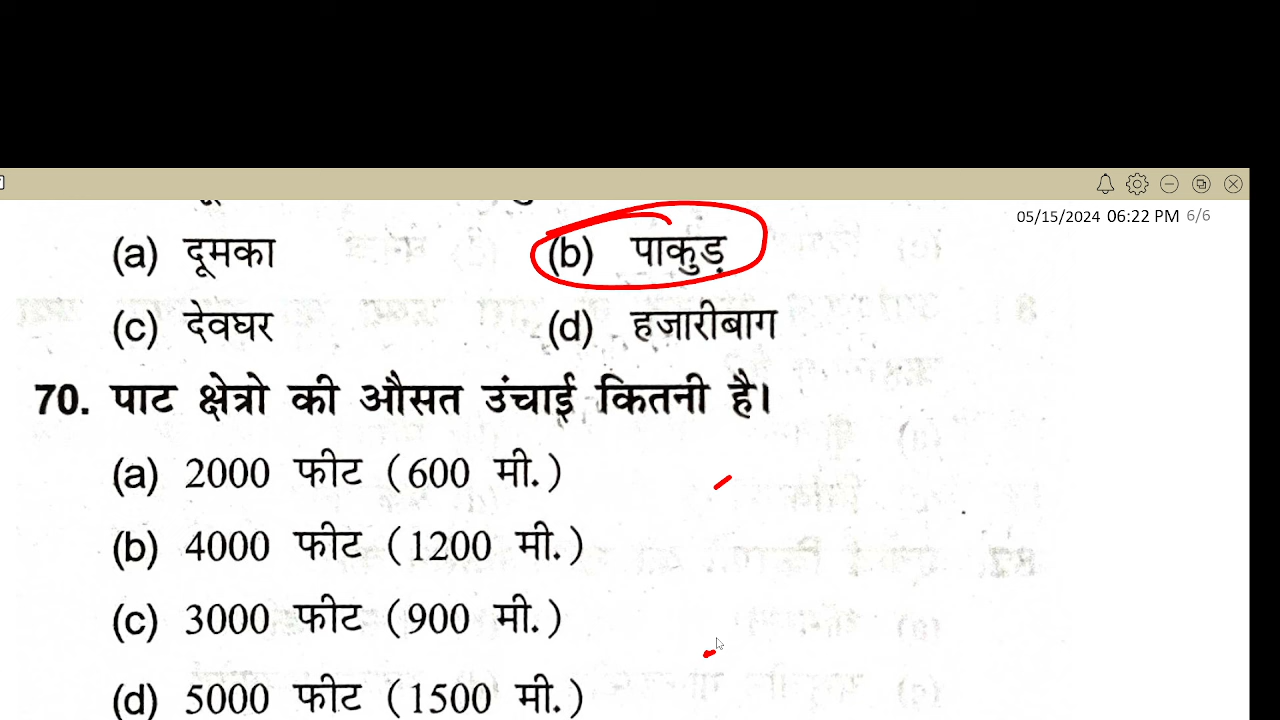 05/15/2024 06:22 PM 6/6
(a) दूमका (b) पाकुड़
(c) देवघर (d) हजारीबाग
70. पाट क्षेत्रो की औसत उंचाई कितनी है।
(a) 2000 फीट (600 मी.)
(b) 4000 फीट (1200 मी.)
(c) 3000 फीट (900 मी.)
(d) 5000 फीट (1500 मी.)